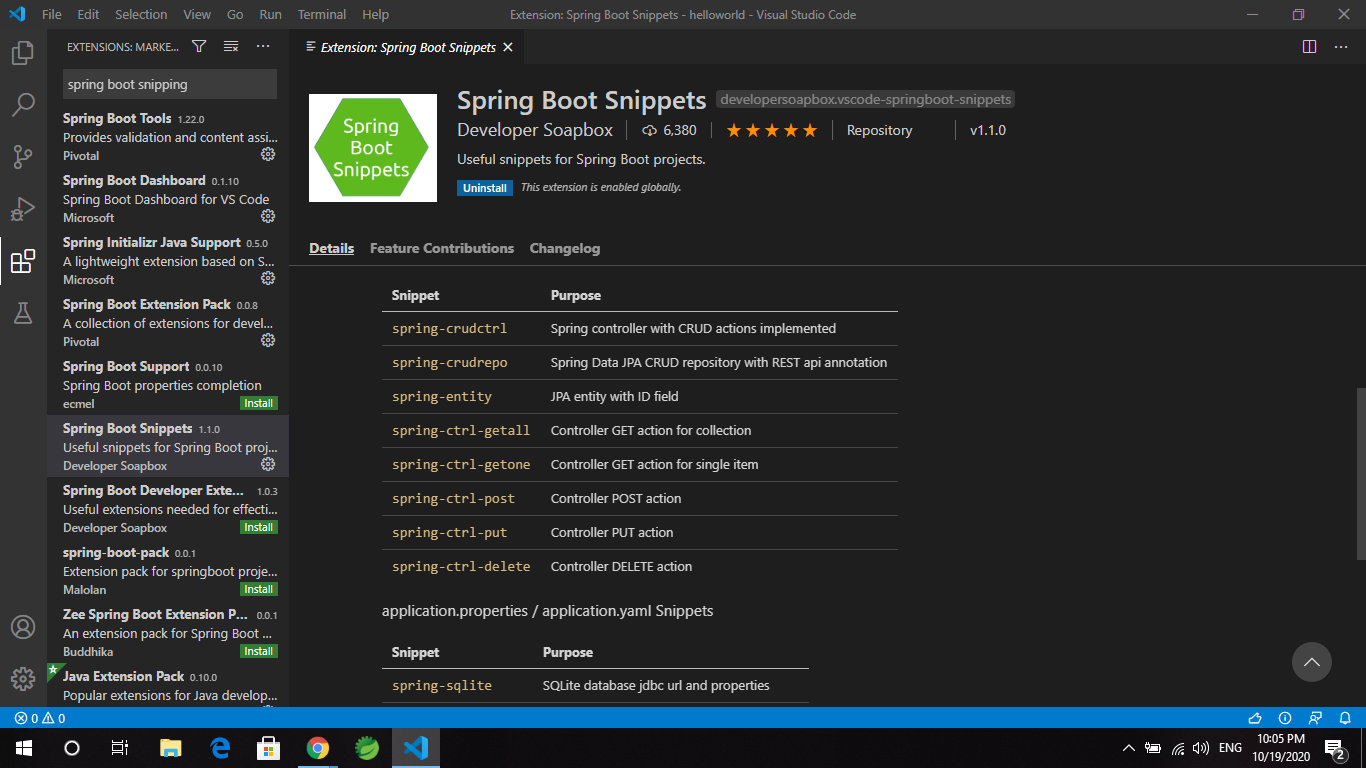 File Edit Selection View Go Run Terminal Help
Extension: Spring Boot Snippets - helloworld - Visual Studio Code
EXTENSIONS: MARKE...
spring boot snipping
Spring Boot Tools 1.22.0
Provides validation and content assi...
Pivotal
Spring Boot Dashboard 0.1.10
Spring Boot Dashboard for VS Code
Microsoft
Spring Initializr Java Support 0.5.0
A lightweight extension based on S...
Microsoft
Spring Boot Extension Pack 0.0.8
A collection of extensions for devel...
Pivotal
Spring Boot Support 0.0.10
Spring Boot properties completion
ecmel Install
Spring Boot Snippets 1.1.0
Useful snippets for Spring Boot proj...
Developer Soapbox
Spring Boot Developer Exte... 1.0.3
Useful extensions needed for effecti...
Developer Soapbox Install
spring-boot-pack 0.0.1
Extension pack for springboot proje...
Malolan Install
Zee Spring Boot Extension P... 0.0.1
An extension pack for Spring Boot ...
Buddhika Install
Java Extension Pack 0.10.0
Popular extensions for Java develop...
Extension: Spring Boot Snippets
Spring
Boot
Snippets
Spring Boot Snippets developersoapbox.vscode-springboot-snippets
Developer Soapbox 6,380 Repository v1.1.0
Useful snippets for Spring Boot projects.
Uninstall This extension is enabled globally.
Details Feature Contributions Changelog
Snippet Purpose
spring-crudctrl Spring controller with CRUD actions implemented
spring-crudrepo Spring Data JPA CRUD repository with REST api annotation
spring-entity JPA entity with ID field
spring-ctrl-getall Controller GET action for collection
spring-ctrl-getone Controller GET action for single item
spring-ctrl-post Controller POST action
spring-ctrl-put Controller PUT action
spring-ctrl-delete Controller DELETE action
application.properties / application.yaml Snippets
Snippet Purpose
spring-sqlite SQLite database jdbc url and properties
0 0
ENG
10:05 PM
10/19/2020
2